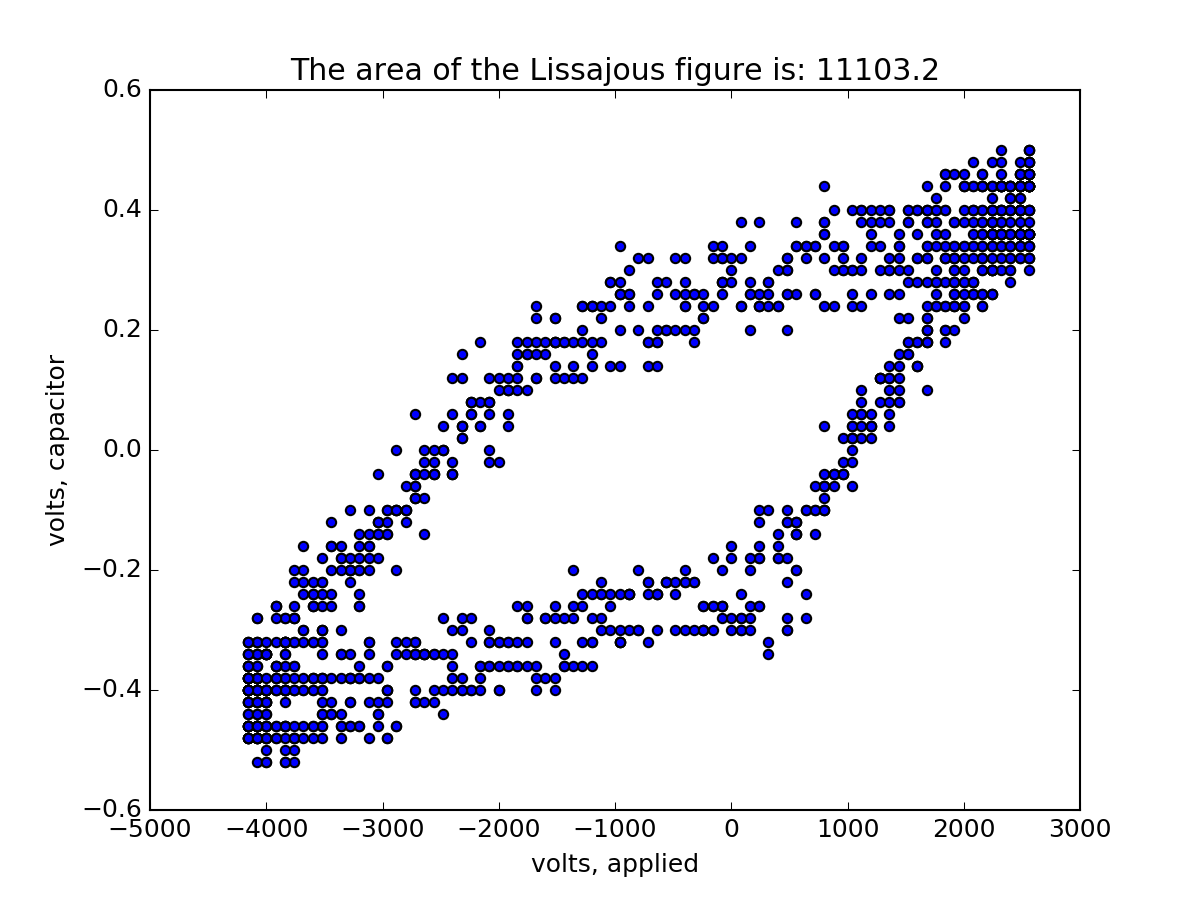 The area of the Lissajous figure is: 11103.2
0.6
0.4
0.2
0.0
−0.2
−0.4
−0.6
volts, capacitor
−5000 −4000 −3000 −2000 −1000 0 1000 2000 3000
volts, applied